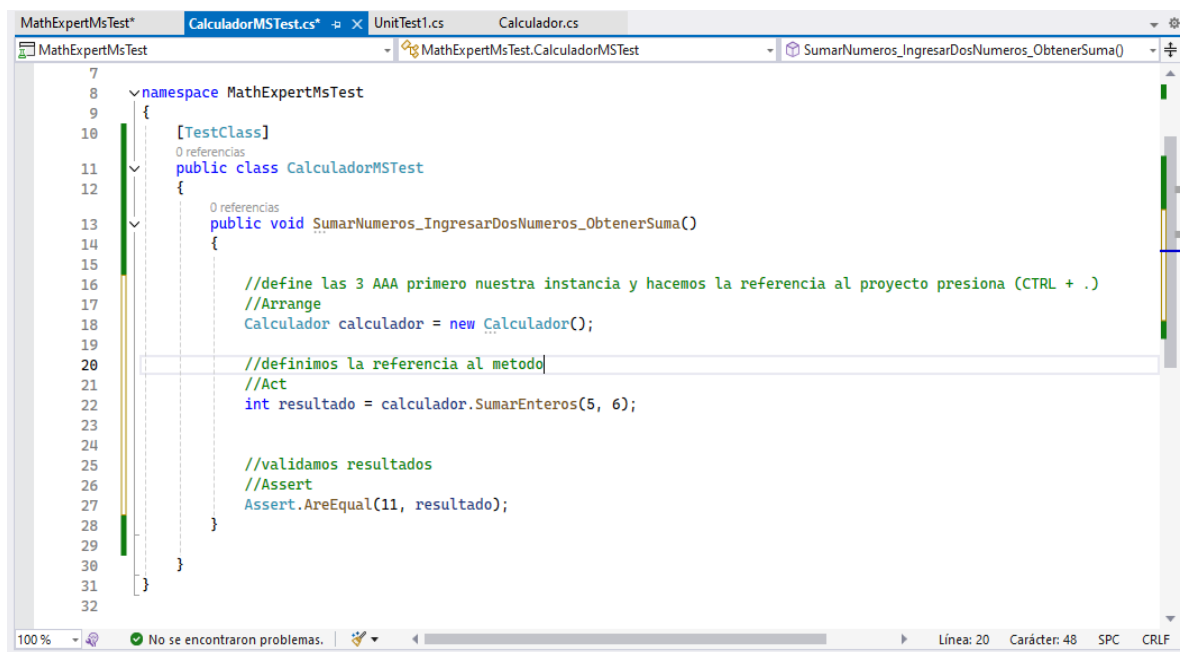 MathExpertMsTest* CalculadorMSTest.cs* UnitTest1.cs Calculador.cs
MathExpertMsTest MathExpertMsTest.CalculadorMSTest SumarNumeros_IngresarDosNumeros_ObtenerSuma()
7
8 namespace MathExpertMsTest
9 {
10 [TestClass]
0 referencias
11 public class CalculadorMSTest
12 {
0 referencias
13 public void SumarNumeros_IngresarDosNumeros_ObtenerSuma()
14 {
15
16 //define las 3 AAA primero nuestra instancia y hacemos la referencia al proyecto presiona (CTRL + .)
17 //Arrange
18 Calculador calculador = new Calculador();
19
20 //definimos la referencia al metodo
21 //Act
22 int resultado = calculador.SumarEnteros(5, 6);
23
24
25 //validamos resultados
26 //Assert
27 Assert.AreEqual(11, resultado);
28 }
29
30 }
31 }
32
100 % No se encontraron problemas. Línea: 20 Carácter: 48 SPC CRLF